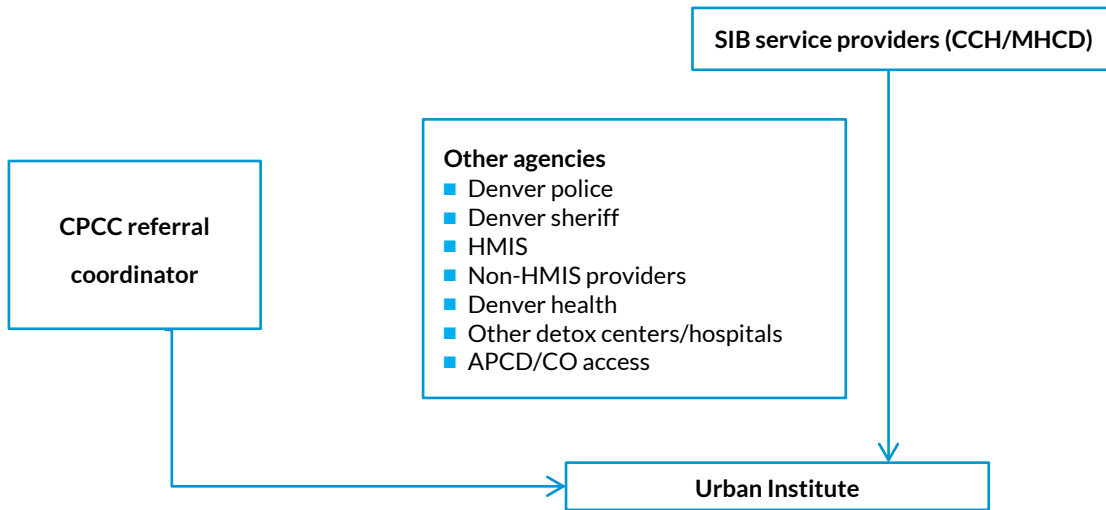 SIB service providers (CCH/MHCD)
Other agencies
Denver police
Denver sheriff
HMIS
Non-HMIS providers
Denver health
Other detox centers/hospitals
APCD/CO access
CPCC referral
coordinator
Urban Institute